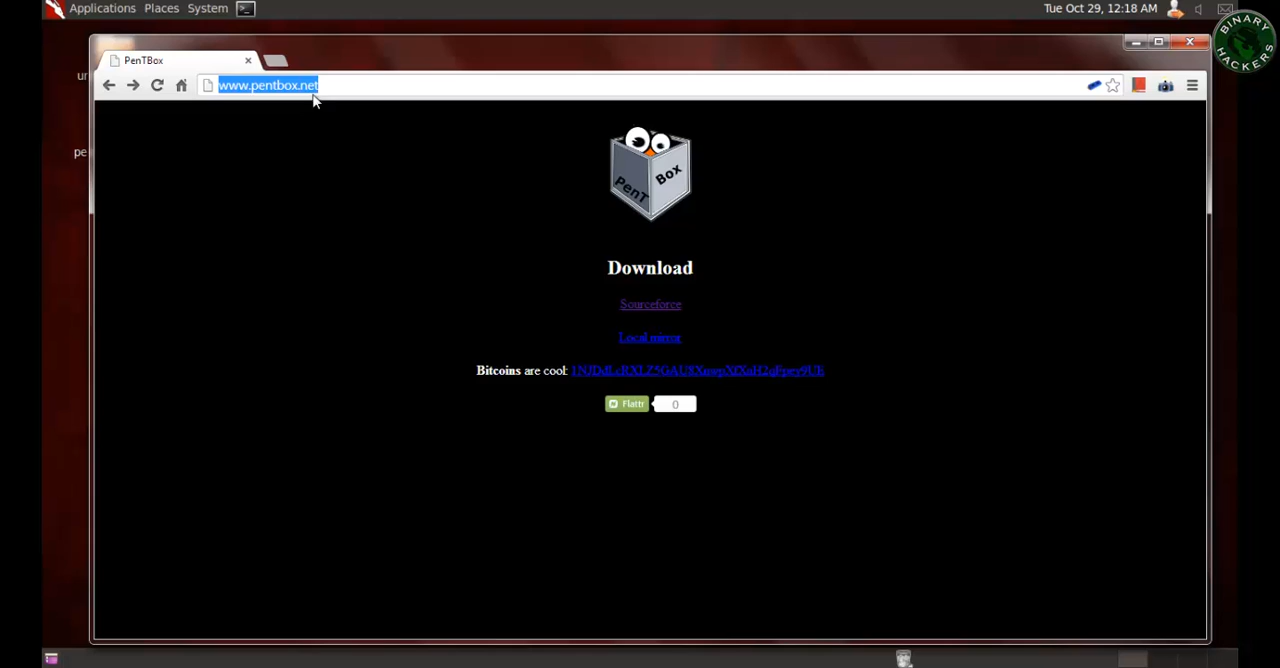 Applications Places System
Tue Oct 29, 12:18 AM
BINARY HACKERS
PenTBox
www.pentbox.net
PenT Box
Download
Sourceforce
Local mirror
Bitcoins are cool:
Flattr 0